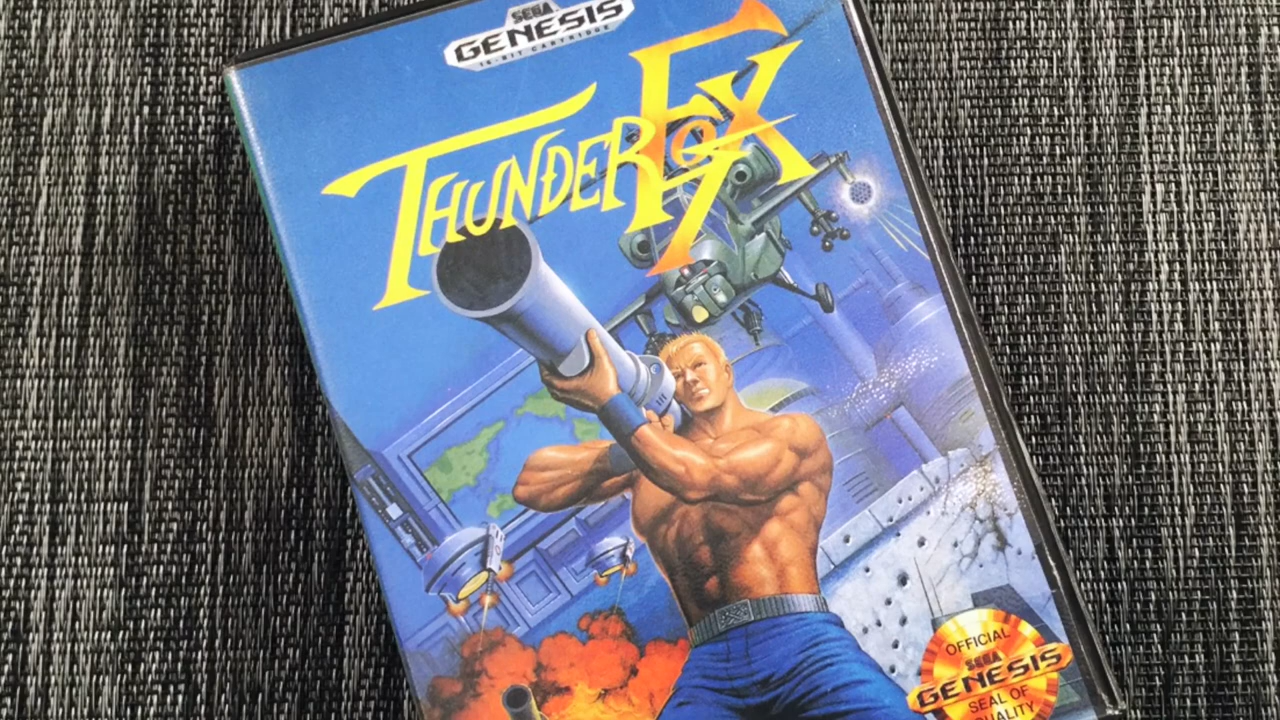 SEGA
GENESIS
16-BIT CARTRIDGE
THUNDER FOX
OFFICIAL
SEGA
GENESIS
SEAL OF
QUALITY